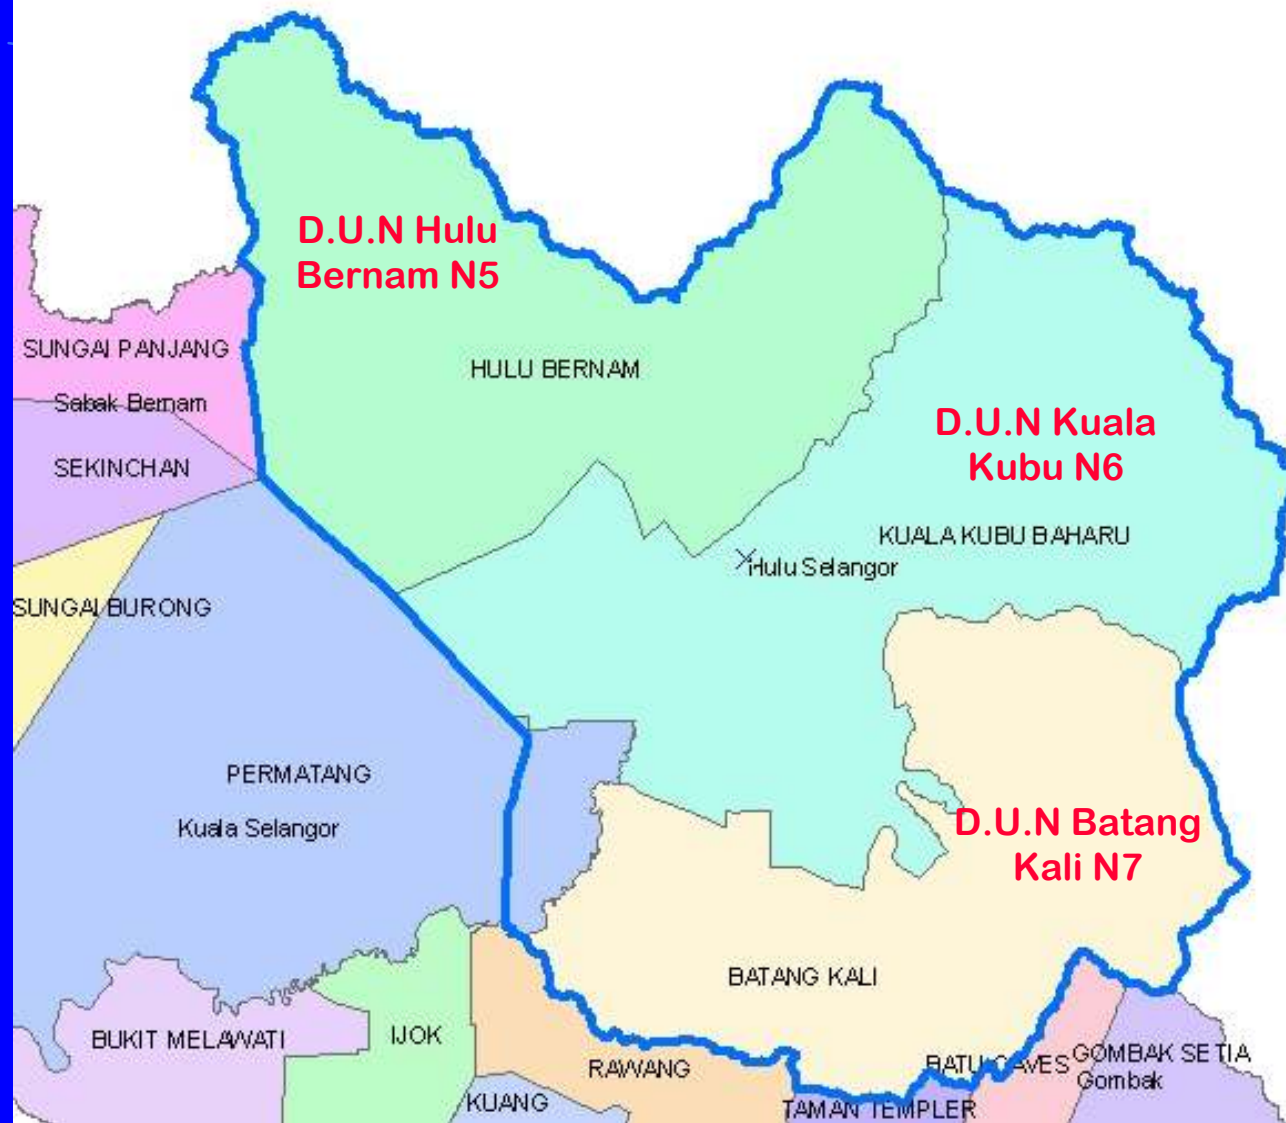 D.U.N Hulu
Bernam N5
SUNGAI PANJANG
HULU BERNAM
Sabak Bernam
D.U.N Kuala
Kubu N6
SEKINCHAN
KUALA KUBU BAHARU
Hulu Selangor
SUNGAI BURONG
PERMATANG
Kuala Selangor
D.U.N Batang
Kali N7
BATANG KALI
BUKIT MELAWATI
IJOK
RAWANG
BATU CAVES
GOMBAK SETIA
Gombak
KUANG
TAMAN TEMPLER